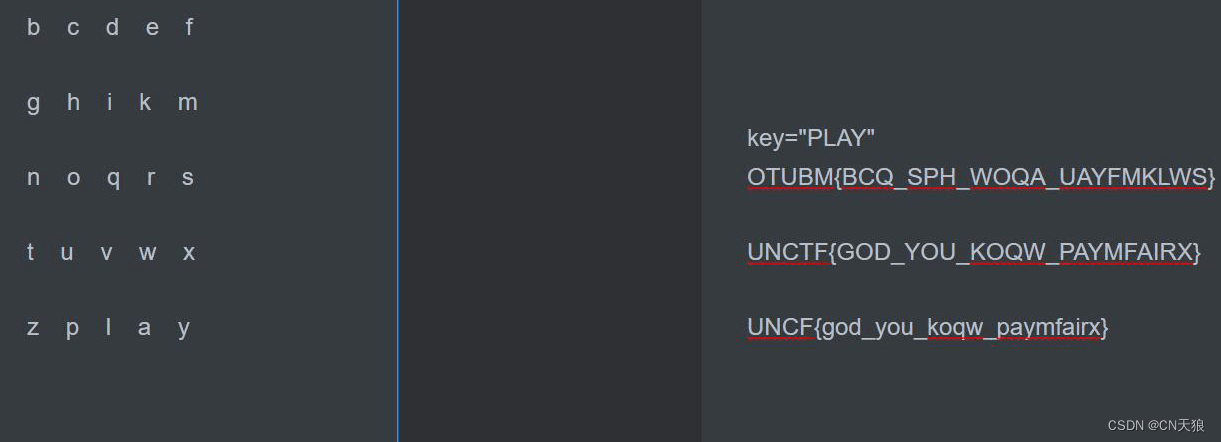 b c d e f
g h i k m
n o q r s
t u v w x
z p l a y
key="PLAY"
OTUBM{BCQ_SPH_WOQA_UAYFMKLWS}
UNCTF{GOD_YOU_KOQW_PAYMFAIRX}
UNCF{god_you_koqw_paymfairx}
CSDN @CN天狼